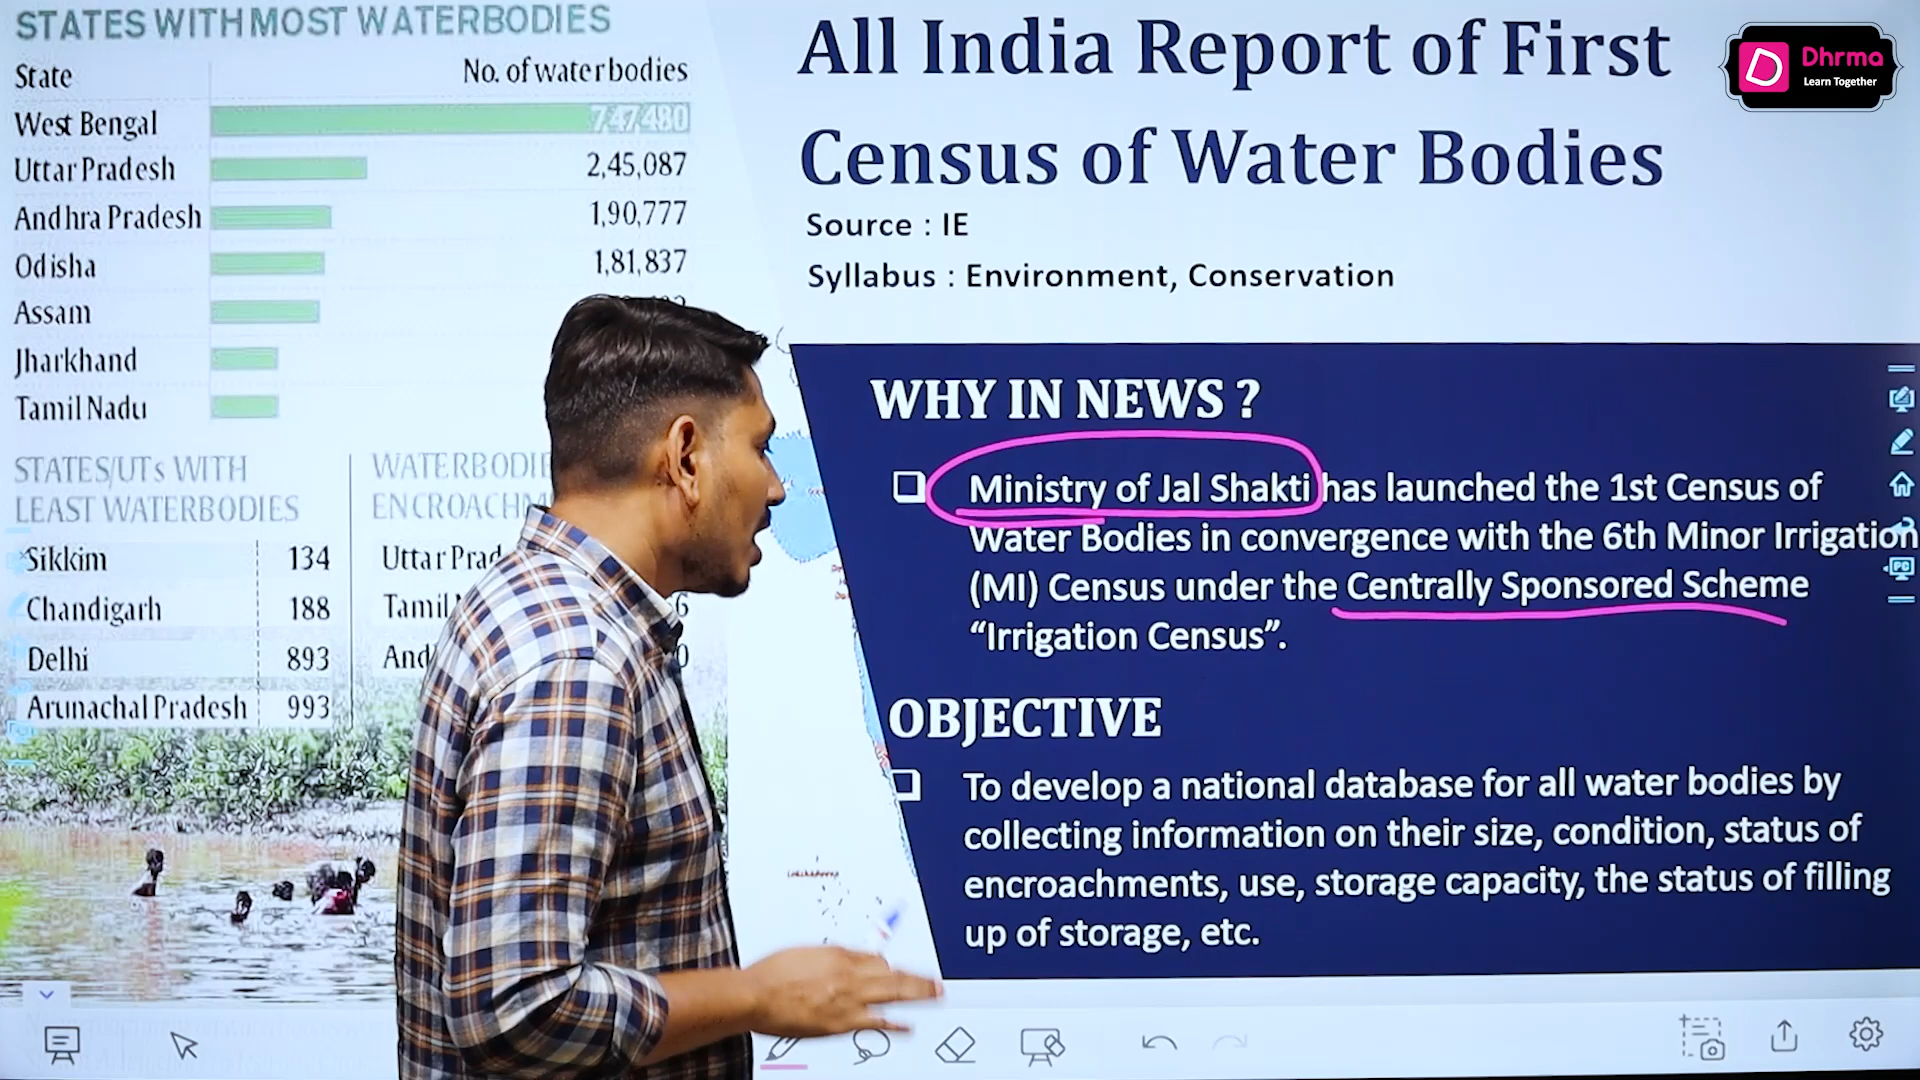 STATES WITH MOST WATERBODIES
State No. of waterbodies
West Bengal 747480
Uttar Pradesh 2,45,087
Andhra Pradesh 1,90,777
Odisha 1,81,837
Assam
Jharkhand
Tamil Nadu
STATES/UTs WITH
LEAST WATERBODIES
Sikkim 134
Chandigarh 188
Delhi 893
Arunachal Pradesh 993
All India Report of First
Census of Water Bodies
Source : IE
Syllabus : Environment, Conservation
Dhrma
Learn Together
WHY IN NEWS ?
Ministry of Jal Shakti has launched the 1st Census of
Water Bodies in convergence with the 6th Minor Irrigation
(MI) Census under the Centrally Sponsored Scheme
“Irrigation Census”.
OBJECTIVE
To develop a national database for all water bodies by
collecting information on their size, condition, status of
encroachments, use, storage capacity, the status of filling
up of storage, etc.
PC